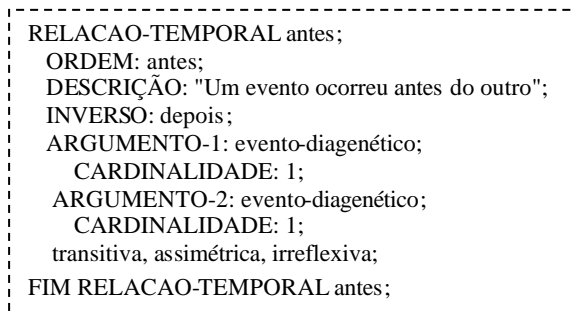 RELACAO-TEMPORAL antes;
ORDEM: antes;
DESCRIÇÃO: "Um evento ocorreu antes do outro";
INVERSO: depois;
ARGUMENTO-1: evento-diagenético;
CARDINALIDADE: 1;
ARGUMENTO-2: evento-diagenético;
CARDINALIDADE: 1;
transitiva, assimétrica, irreflexiva;
FIM RELACAO-TEMPORAL antes;